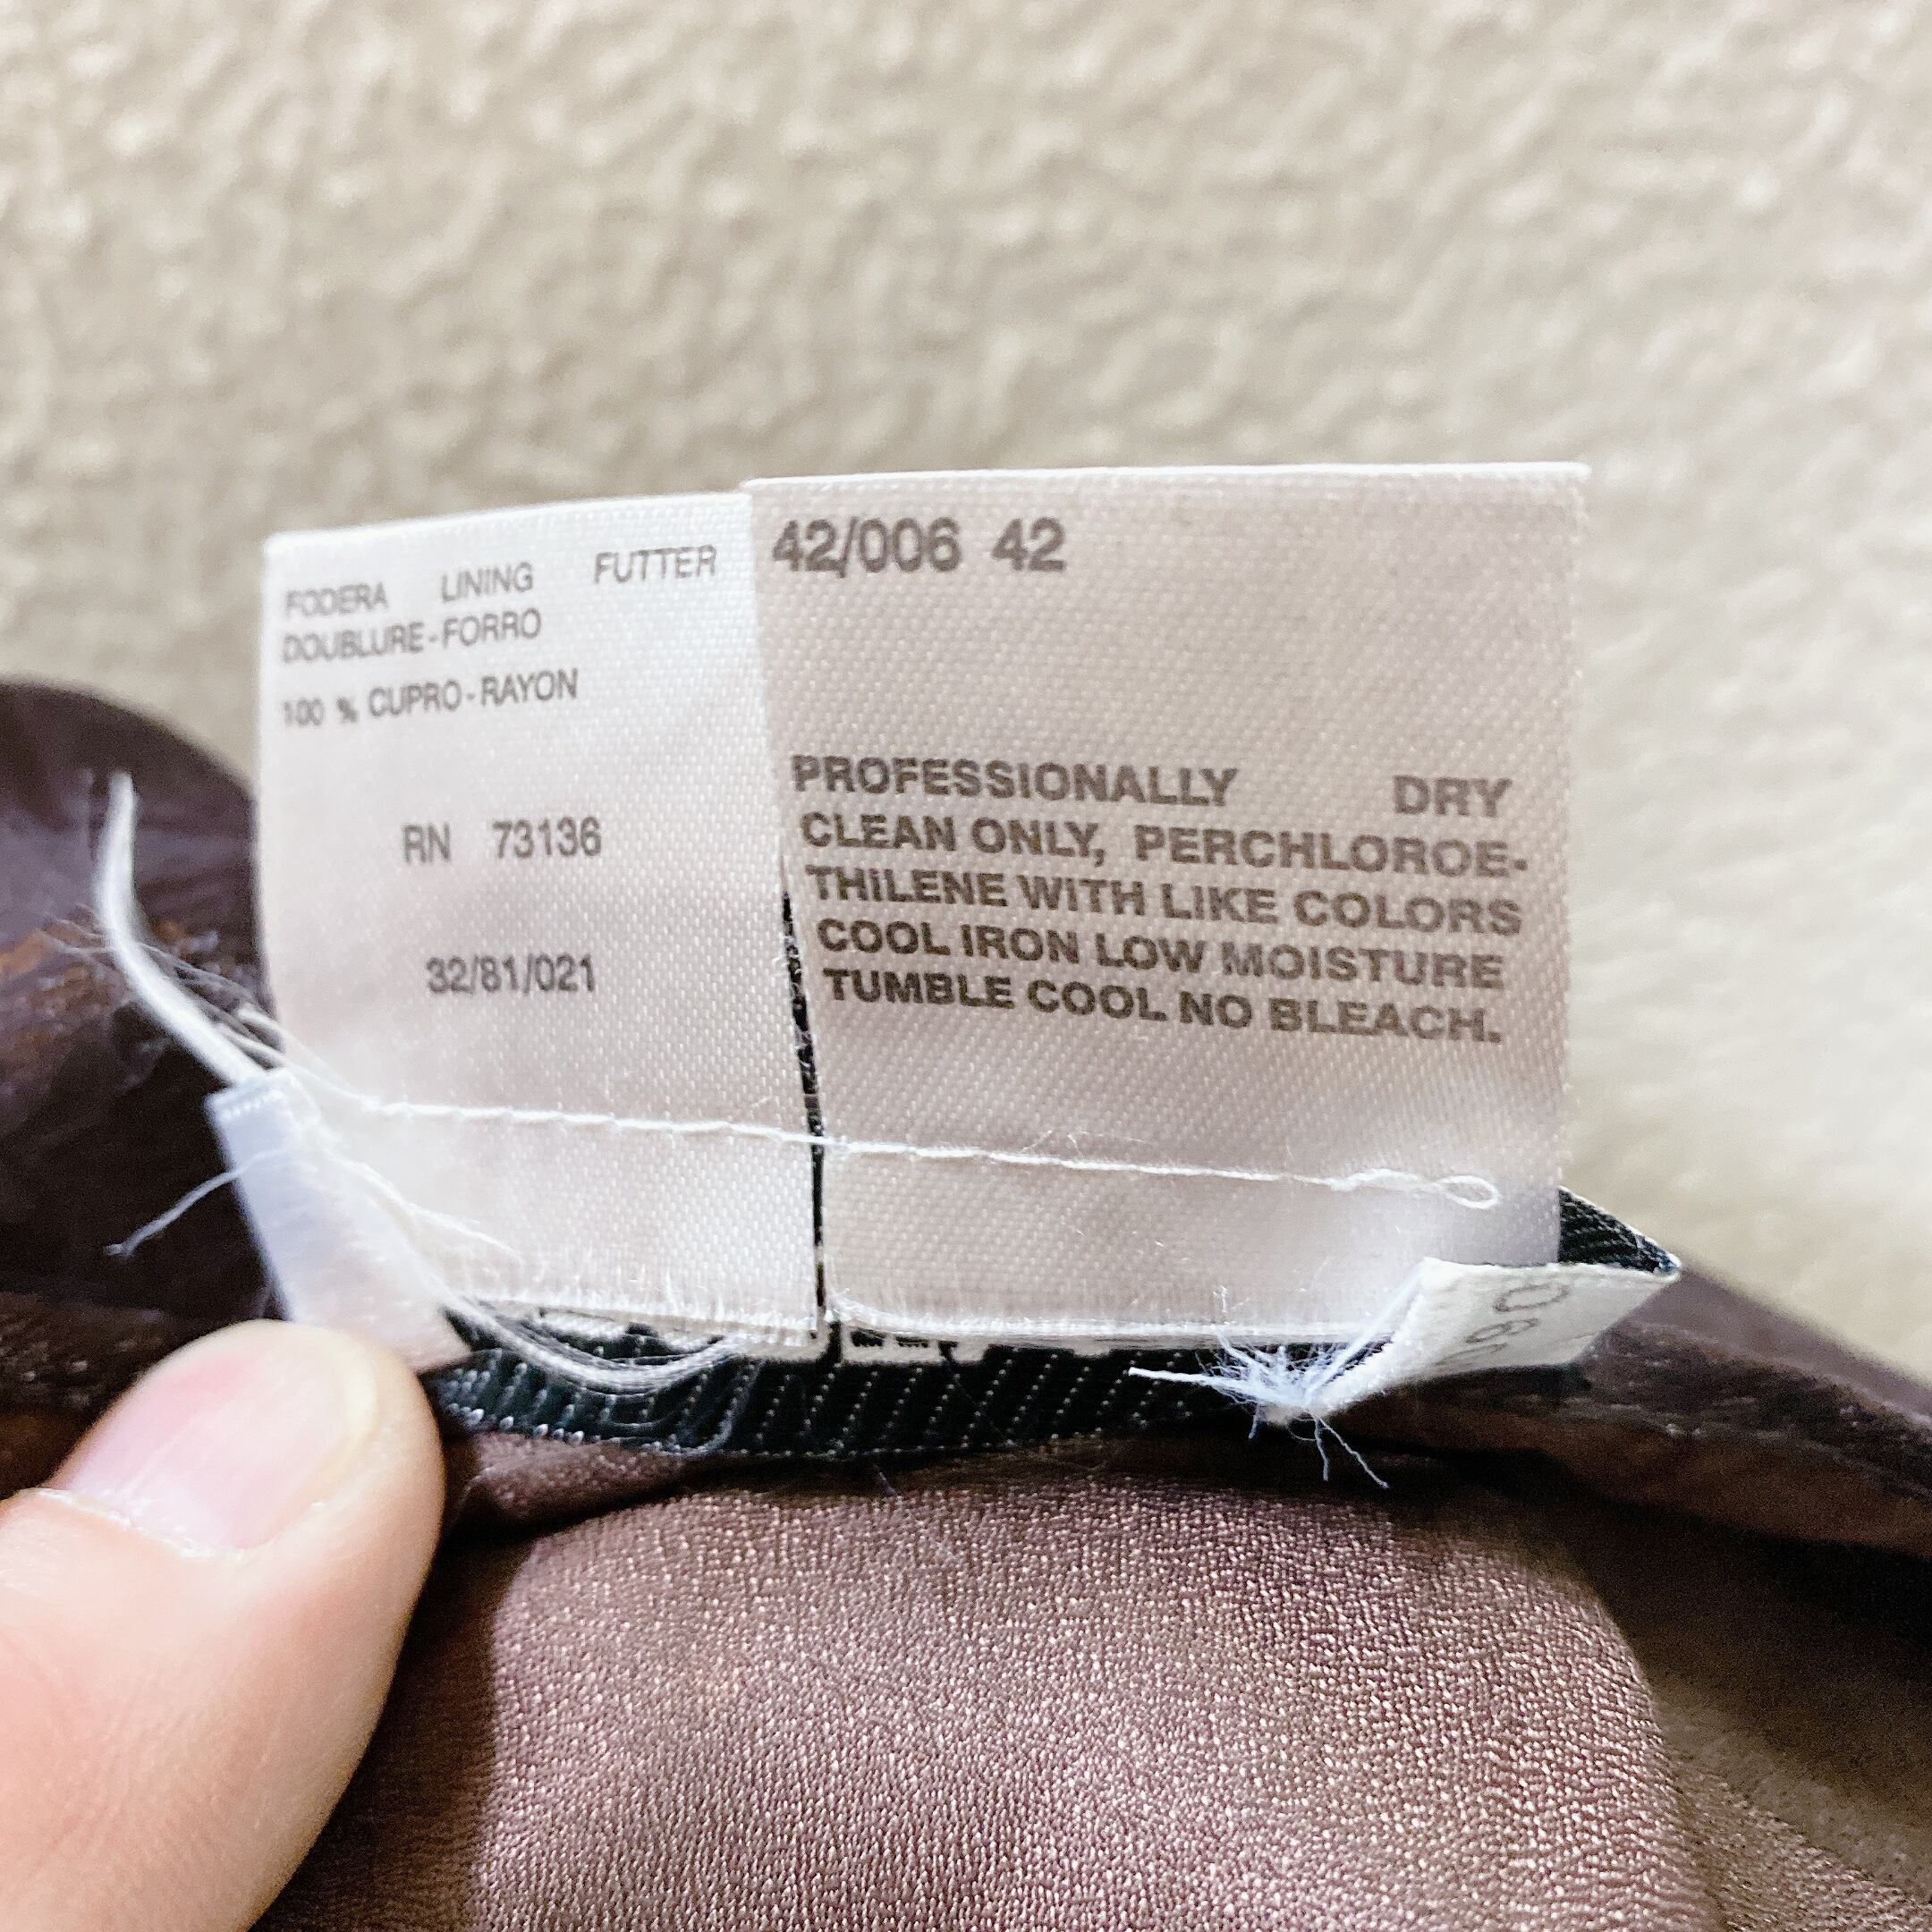 FODERA LINING FUTTER
DOUBLURE-FORRO
100 % CUPRO-RAYON
RN 73136
32/81/021
42/006 42
PROFESSIONALLY DRY
CLEAN ONLY, PERCHLOROE-
THILENE WITH LIKE COLORS
COOL IRON LOW MOISTURE
TUMBLE COOL NO BLEACH.